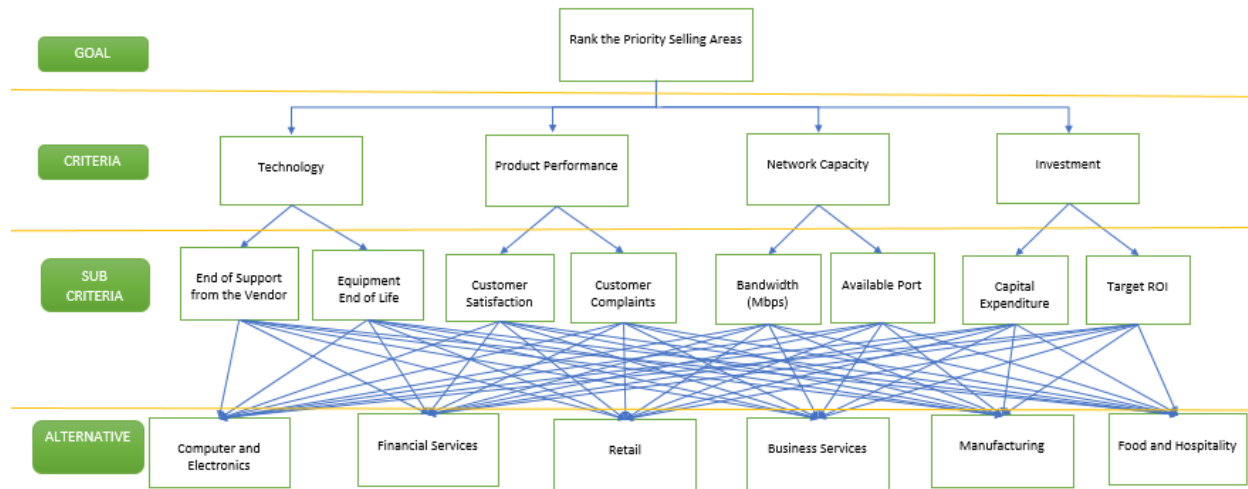 GOAL
Rank the Priority Selling Areas
CRITERIA
Technology
Product Performance
Network Capacity
Investment
SUB
CRITERIA
End of Support
from the Vendor
Equipment
End of Life
Customer
Satisfaction
Customer
Complaints
Bandwidth
(Mbps)
Available Port
Capital
Expenditure
Target ROI
ALTERNATIVE
Computer and
Electronics
Financial Services
Retail
Business Services
Manufacturing
Food and Hospitality